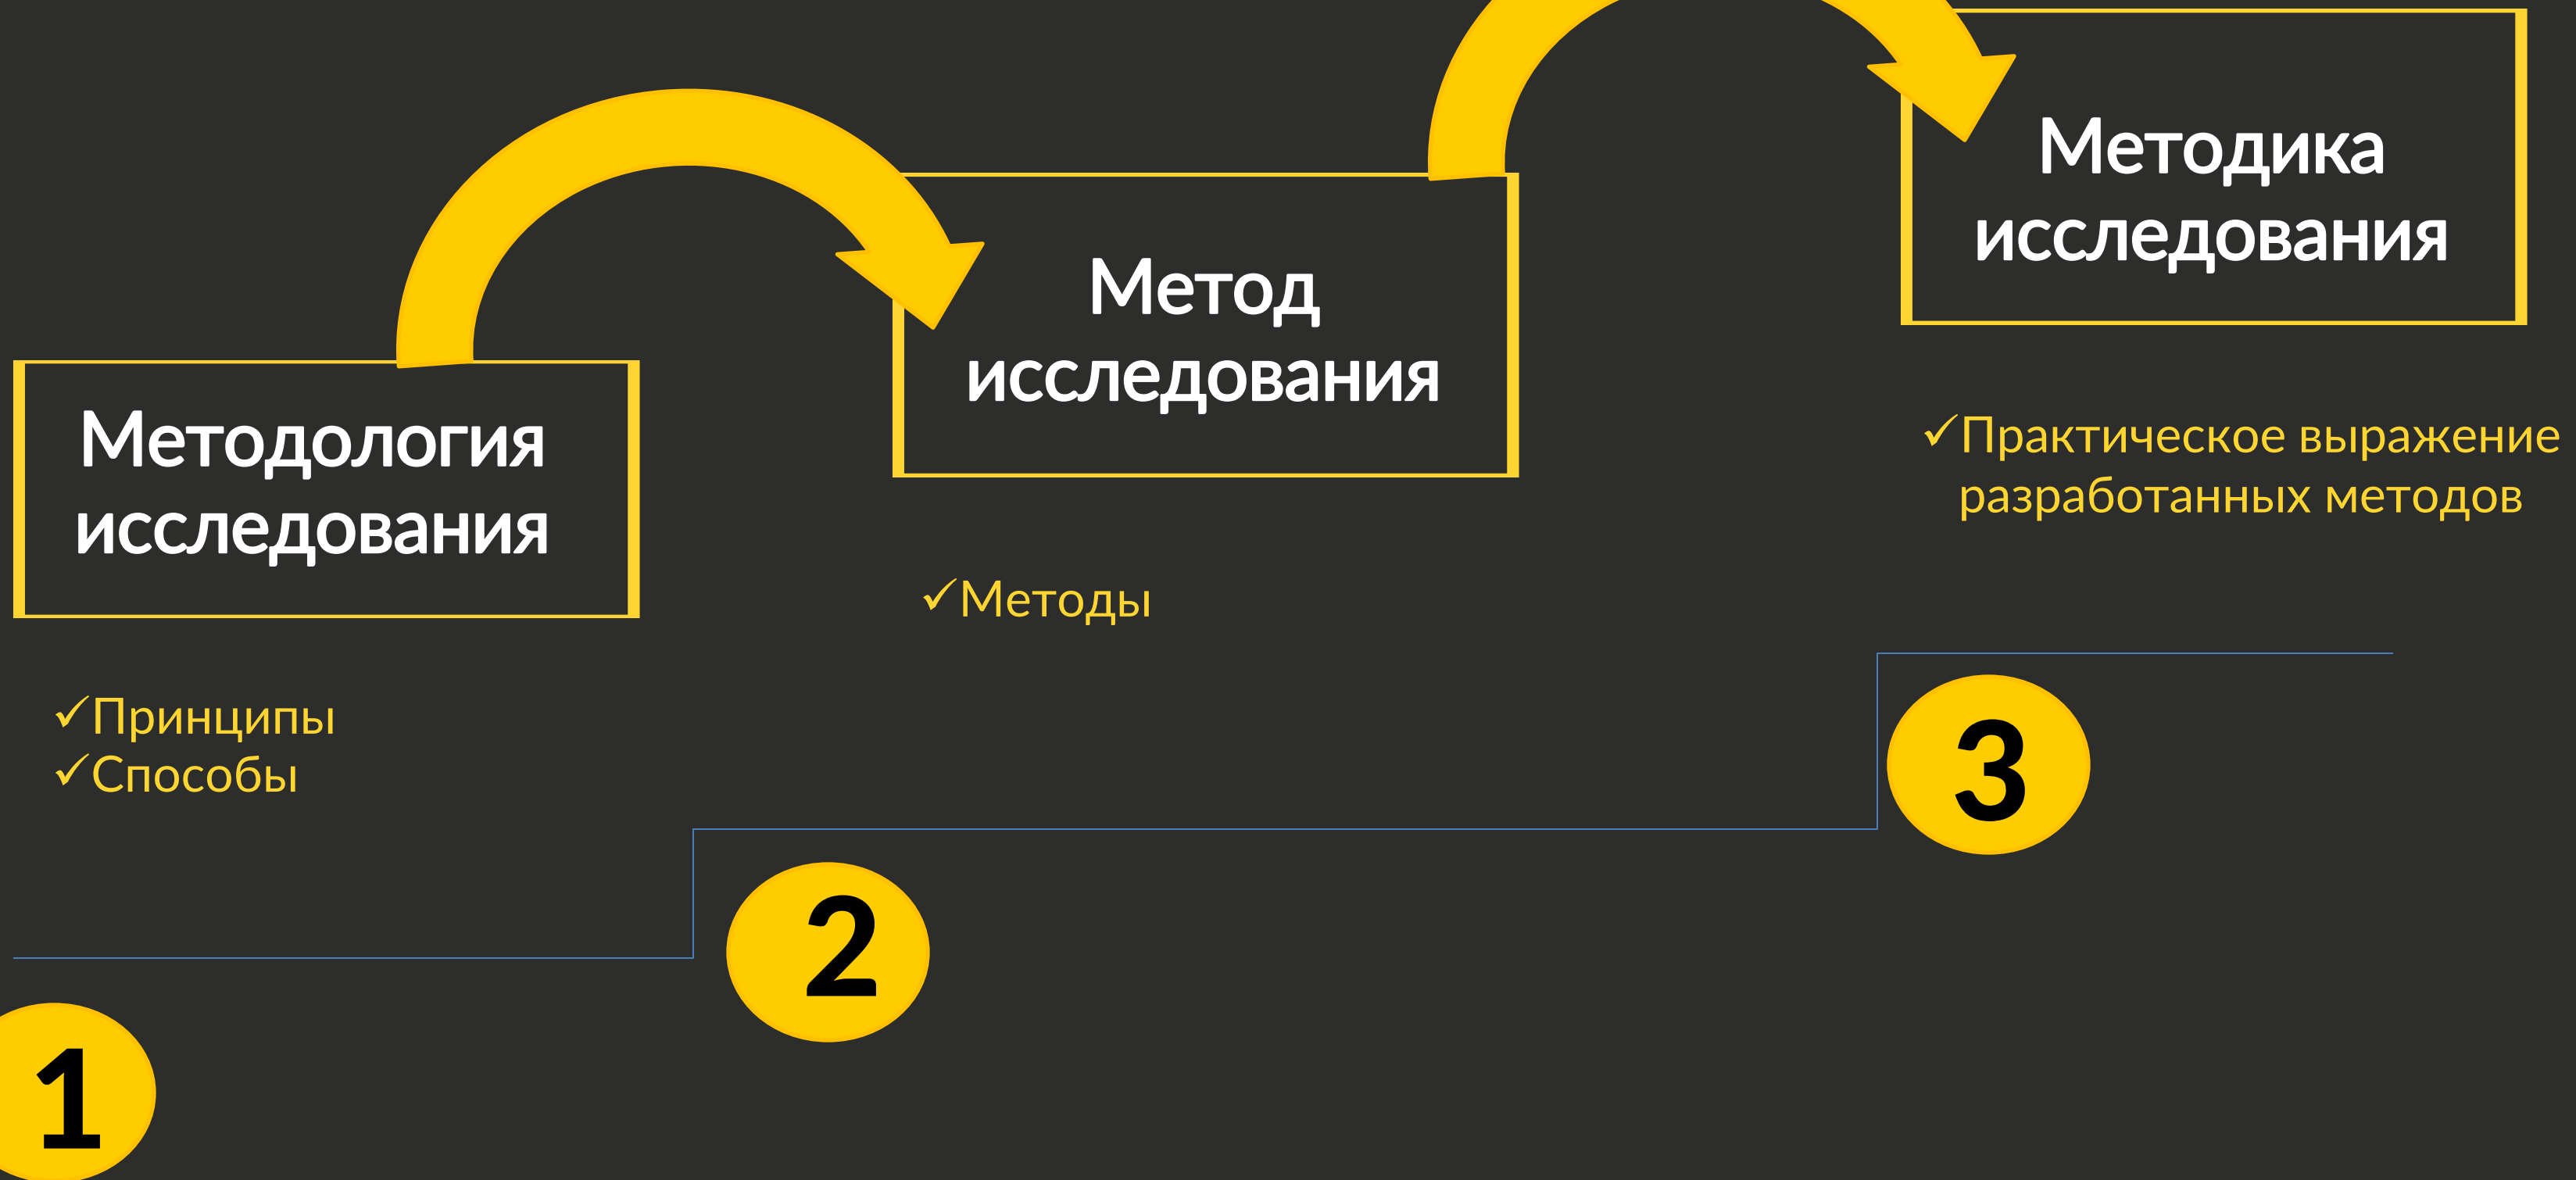 Методология
исследования
✓Принципы
✓Способы
1
Метод
исследования
✓Методы
2
Методика
исследования
✓Практическое выражение
разработанных методов
3